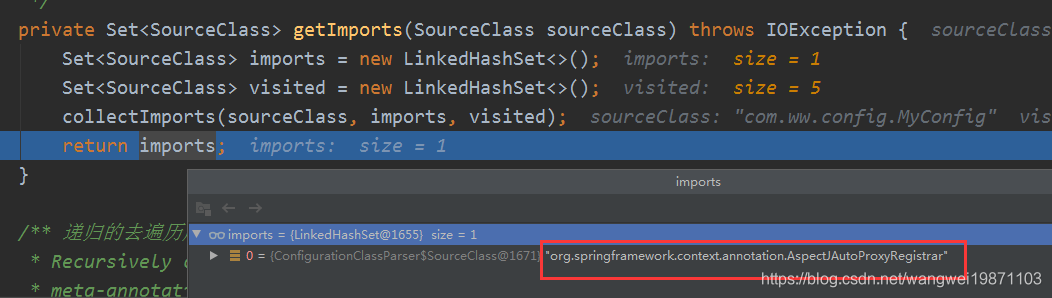 */
private Set<SourceClass> getImports(SourceClass sourceClass) throws IOException { sourceClass
Set<SourceClass> imports = new LinkedHashSet<>(); imports: size = 1
Set<SourceClass> visited = new LinkedHashSet<>(); visited: size = 5
collectImports(sourceClass, imports, visited); sourceClass: "com.ww.config.MyConfig" vis
return imports; imports: size = 1
}
imports
imports = {LinkedHashSet@1655} size = 1
0 = {ConfigurationClassParser$SourceClass@1671} "org.springframework.context.annotation.AspectJAutoProxyRegistrar"
/** 递归的去遍历
* Recursively
* meta-annotat
https://blog.csdn.net/wangwei19871103